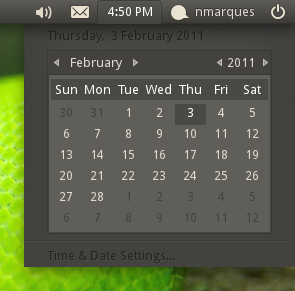 4:50 PM nmarques
Thursday, 3 February 2011
February 2011
Sun Mon Tue Wed Thu Fri Sat
30 31 1 2 3 4 5
6 7 8 9 10 11 12
13 14 15 16 17 18 19
20 21 22 23 24 25 26
27 28 1 2 3 4 5
6 7 8 9 10 11 12
Time & Date Settings...